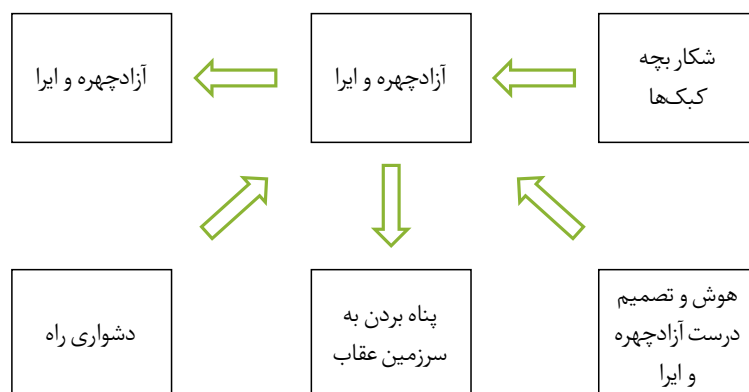 شکار بچه
کبک‌ها
آزادچهره و ایرا
آزادچهره و ایرا
هوش و تصمیم
درست آزادچهره
و ایرا
پناه بردن به
سرزمین عقاب
دشواری راه